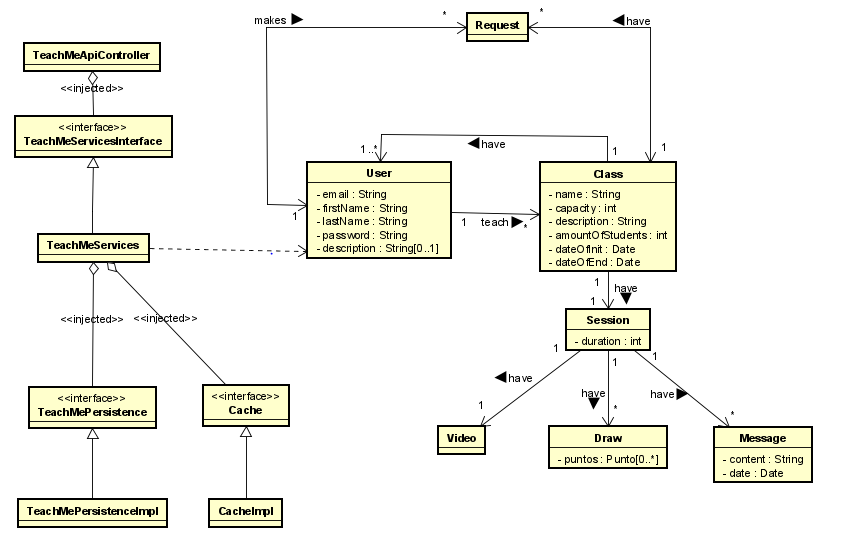 makes
*
Request
*
have
TeachMeApiController
<<injected>>
<<interface>>
TeachMeServicesInterface
1..*
have
1
1
User
- email : String
- firstName : String
- lastName : String
- password : String
- description : String[0..1]
1
1
teach
*
Class
- name : String
- capacity : int
- description : String
- amountOfStudents : int
- dateOfInit : Date
- dateOfEnd : Date
TeachMeServices
*
1
have
1
Session
- duration : int
<<injected>>
<<injected>>
1
1
1
have
have
have
1
*
*
<<interface>>
TeachMePersistence
<<interface>>
Cache
Video
Draw
- puntos : Punto[0..*]
Message
- content : String
- date : Date
TeachMePersistenceImpl
CacheImpl